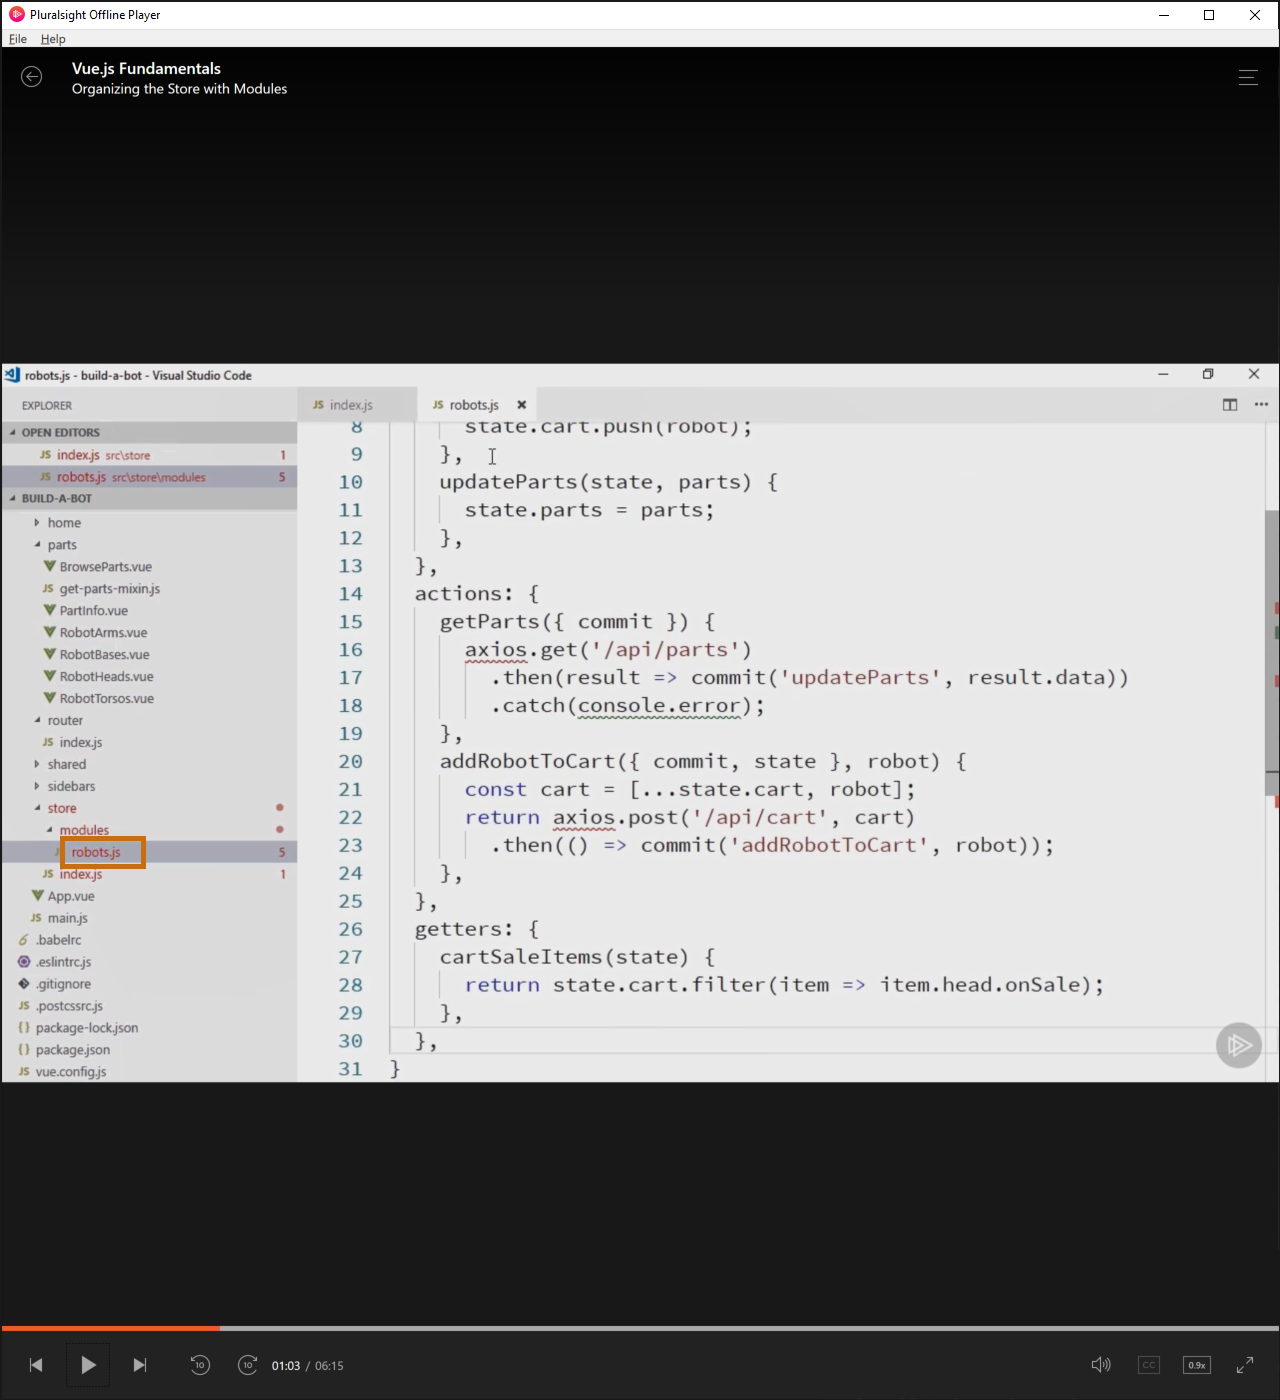 Pluralsight Offline Player
File Help
Vue.js Fundamentals
Organizing the Store with Modules
robots.js - build-a-bot - Visual Studio Code
EXPLORER
OPEN EDITORS
JS index.js src\store 1
JS robots.js src\store\modules 5
BUILD-A-BOT
home
parts
BrowseParts.vue
JS get-parts-mixin.js
PartInfo.vue
RobotArms.vue
RobotBases.vue
RobotHeads.vue
RobotTorsos.vue
router
JS index.js
shared
sidebars
store
modules
robots.js 5
JS index.js 1
App.vue
JS main.js
.babelrc
.eslintrc.js
.gitignore
JS .postcssrc.js
{ } package-lock.json
{ } package.json
JS vue.config.js
JS index.js JS robots.js
8 state.cart.push(robot);
9 },
10 updateParts(state, parts) {
11 state.parts = parts;
12 },
13 },
14 actions: {
15 getParts({ commit }) {
16 axios.get('/api/parts')
17 .then(result => commit('updateParts', result.data))
18 .catch(console.error);
19 },
20 addRobotToCart({ commit, state }, robot) {
21 const cart = [...state.cart, robot];
22 return axios.post('/api/cart', cart)
23 .then(() => commit('addRobotToCart', robot));
24 },
25 },
26 getters: {
27 cartSaleItems(state) {
28 return state.cart.filter(item => item.head.onSale);
29 },
30 },
31 }
10 10 01:03 / 06:15 CC 0.9x